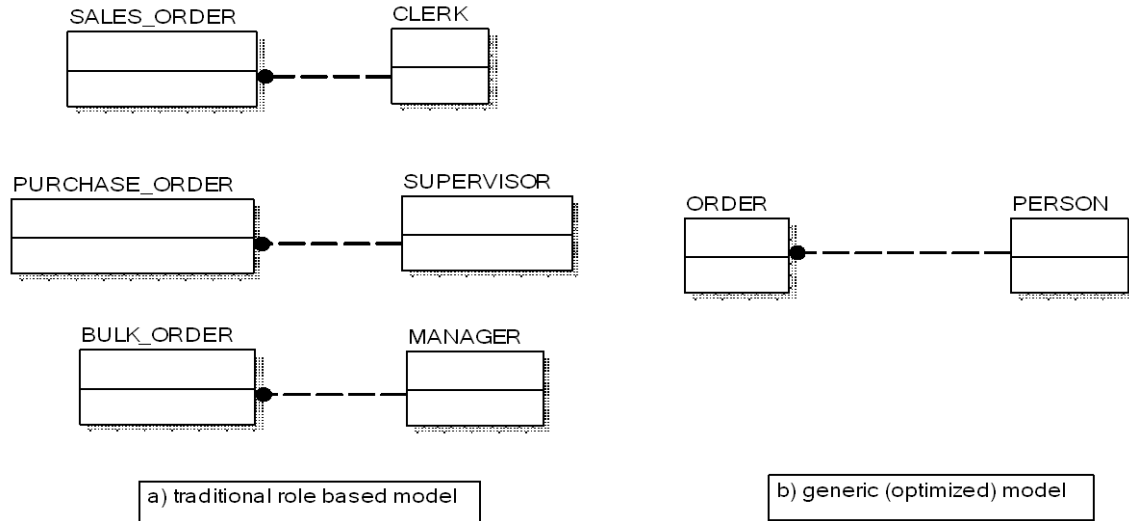 SALES_ORDER
CLERK
PURCHASE_ORDER
SUPERVISOR
ORDER
PERSON
BULK_ORDER
MANAGER
a) traditional role based model
b) generic (optimized) model